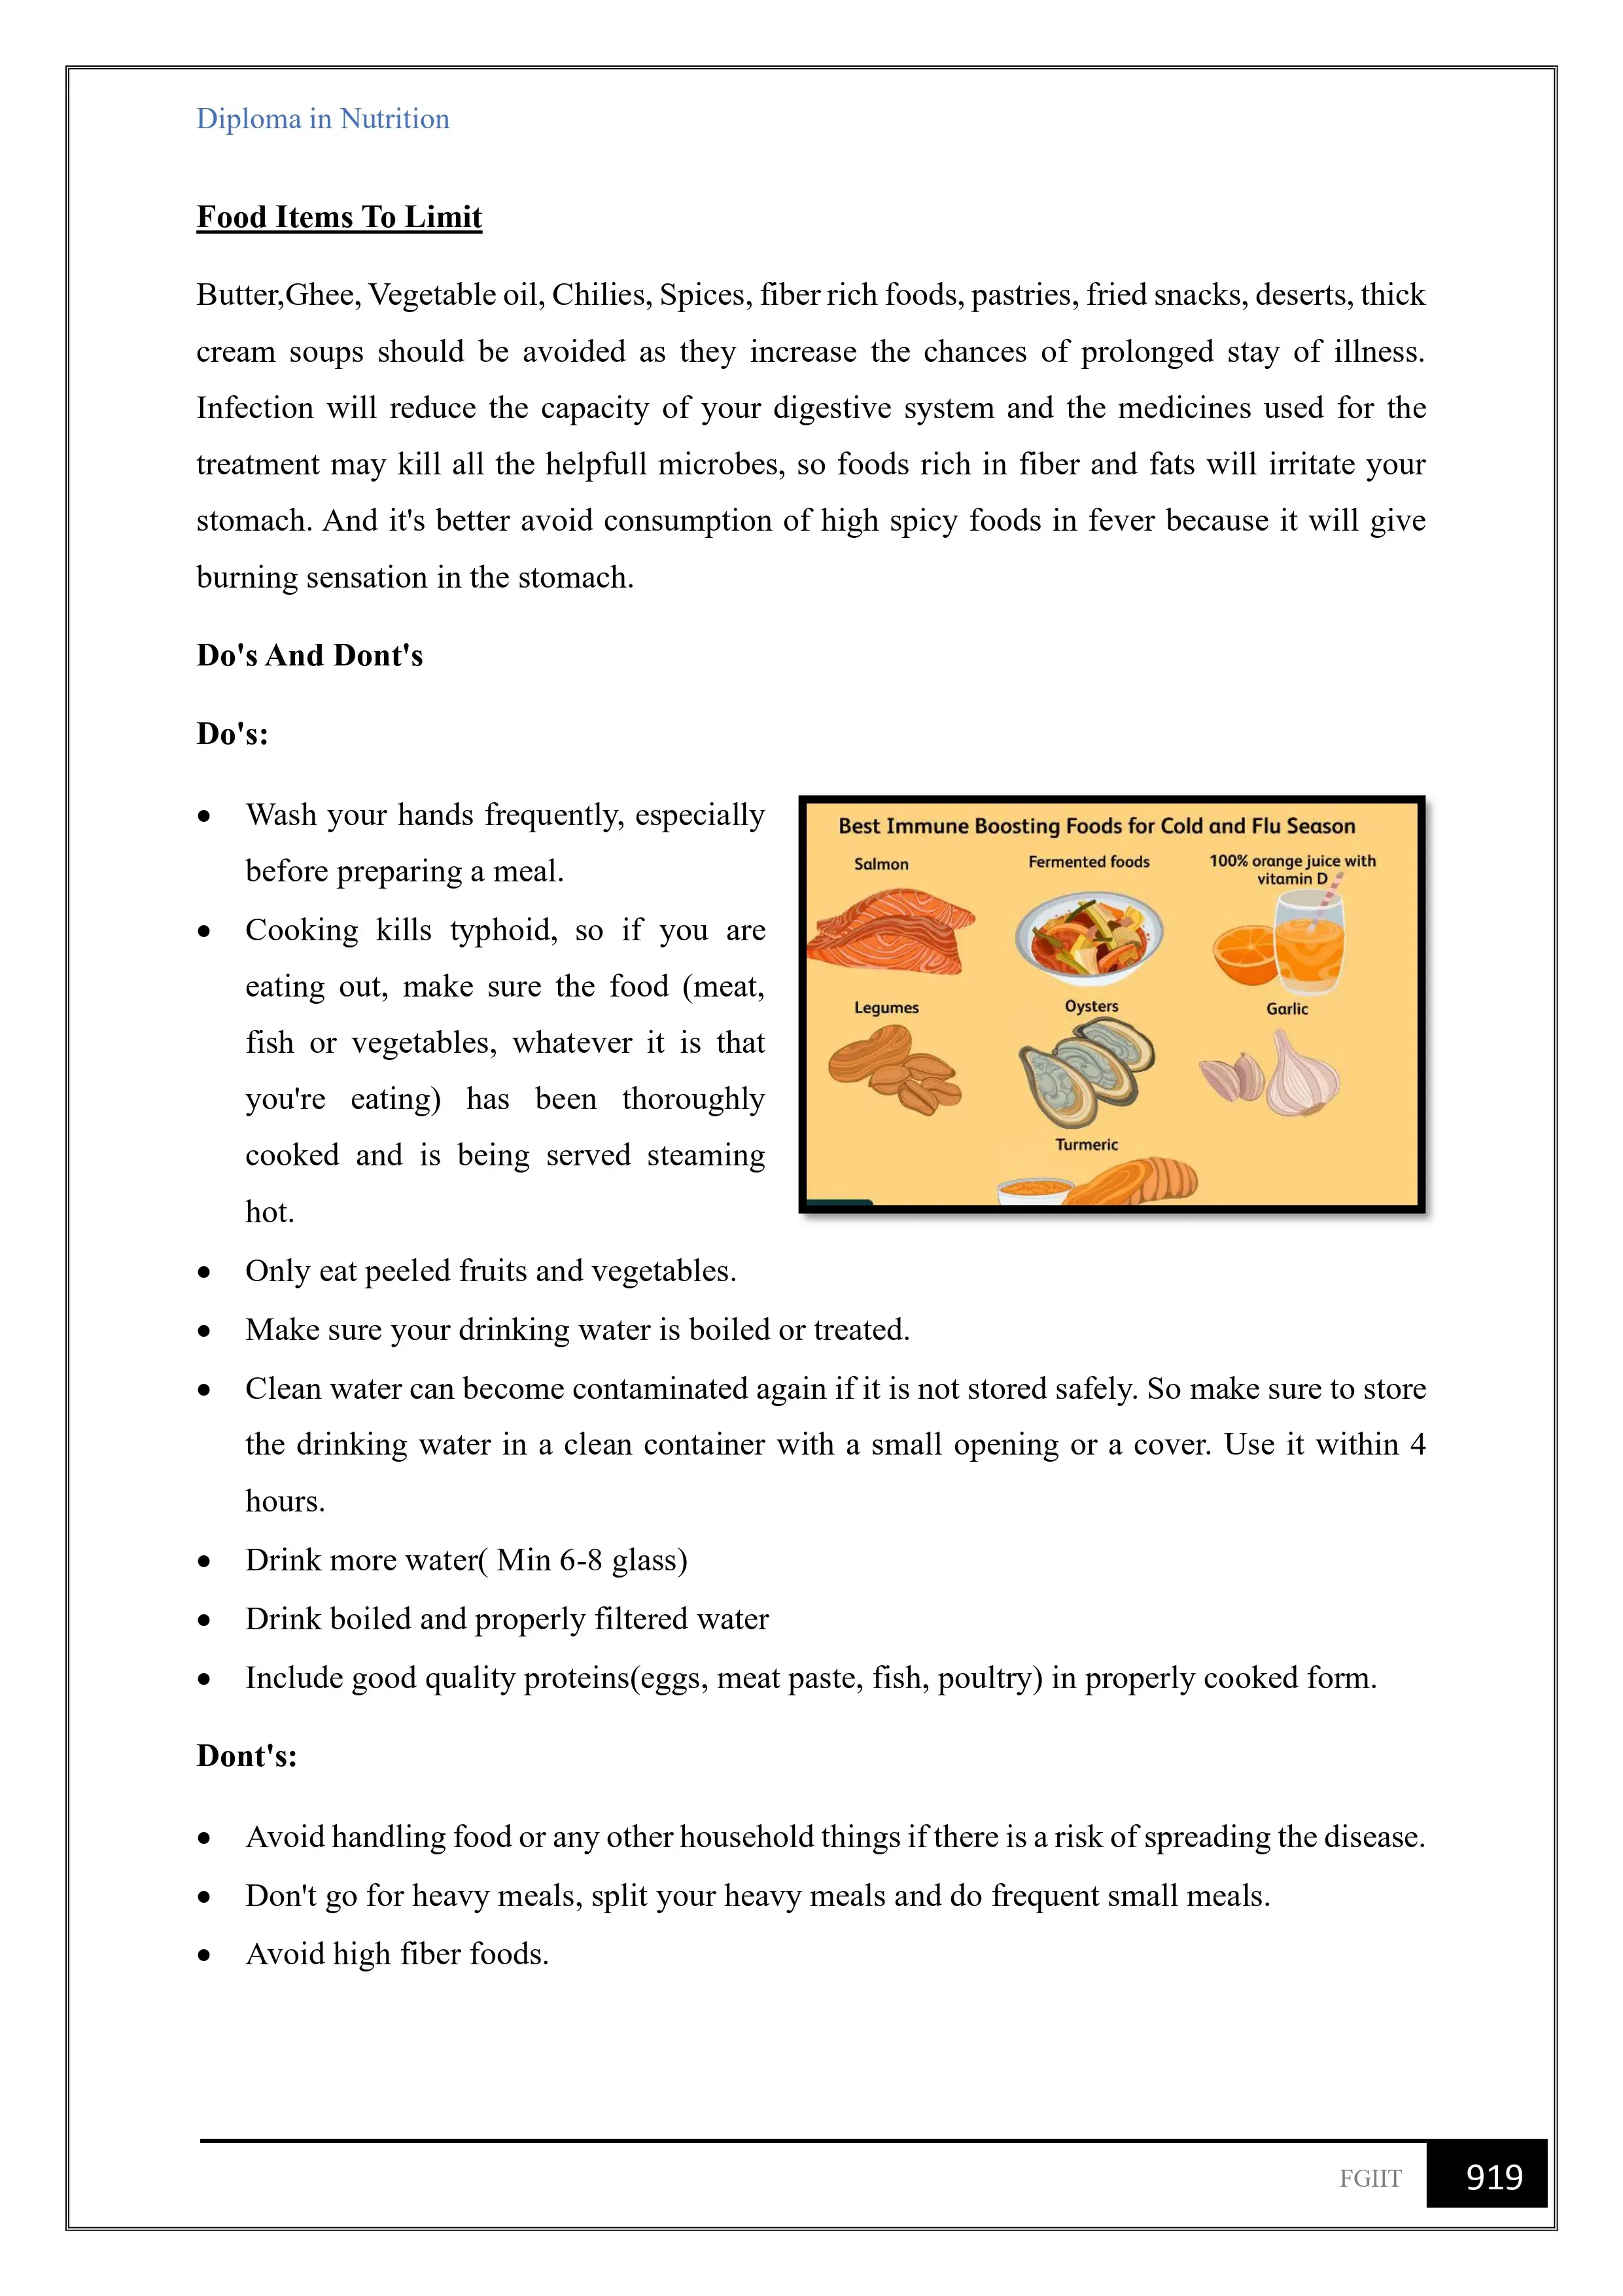 Diploma in Nutrition
Food Items To Limit
Butter,Ghee, Vegetable oil, Chilies, Spices, fiber rich foods, pastries, fried snacks, deserts, thick
cream soups should be avoided as they increase the chances of prolonged stay of illness.
Infection will reduce the capacity of your digestive system and the medicines used for the
treatment may kill all the helpfull microbes, so foods rich in fiber and fats will irritate your
stomach. And it's better avoid consumption of high spicy foods in fever because it will give
burning sensation in the stomach.
Do's And Dont's
Do's:
• Wash your hands frequently, especially
before preparing a meal.
• Cooking kills typhoid, so if you are
eating out, make sure the food (meat,
fish or vegetables, whatever it is that
you're eating) has been thoroughly
cooked and is being served steaming
hot.
Best Immune Boosting Foods for Cold and Flu Season
Salmon
Fermented foods
100% orange juice with
vitamin D
Legumes
Oysters
Garlic
Turmeric
• Only eat peeled fruits and vegetables.
• Make sure your drinking water is boiled or treated.
• Clean water can become contaminated again if it is not stored safely. So make sure to store
the drinking water in a clean container with a small opening or a cover. Use it within 4
hours.
• Drink more water( Min 6-8 glass)
• Drink boiled and properly filtered water
• Include good quality proteins(eggs, meat paste, fish, poultry) in properly cooked form.
Dont's:
• Avoid handling food or any other household things if there is a risk of spreading the disease.
• Don't go for heavy meals, split your heavy meals and do frequent small meals.
• Avoid high fiber foods.
FGIIT 919